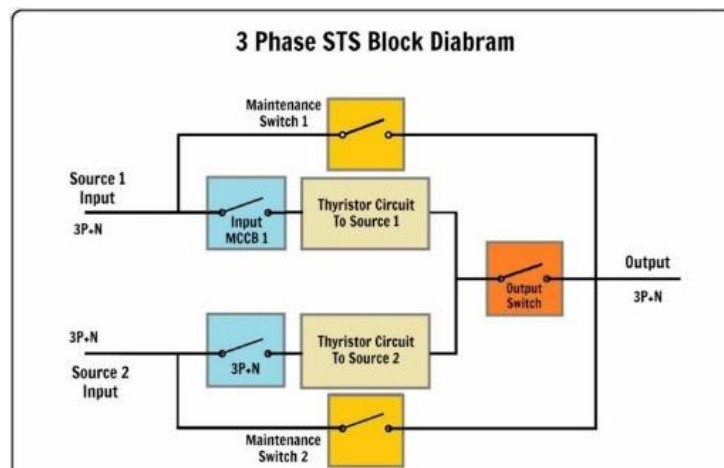 3 Phase STS Block Diabram
Maintenance
Switch 1
Source 1
Input
3P+N
Input
MCCB 1
Thyristor Circuit
To Source 1
Output
Switch
Output
3P+N
3P+N
Source 2
Input
3P+N
Thyristor Circuit
To Source 2
Maintenance
Switch 2